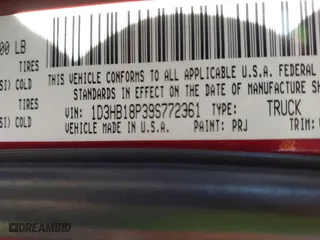 00 LB
TIRES
SI) COLD
TIRES
SI) COLD
THIS VEHICLE CONFORMS TO ALL APPLICABLE U.S.A. FEDERAL
STANDARDS IN EFFECT ON THE DATE OF MANUFACTURE SH
VIN: 1D3HB18P39S772361 TYPE: TRUCK
VEHICLE MADE IN U.S.A. PAINT: PRJ TRIM:
DREAMBID